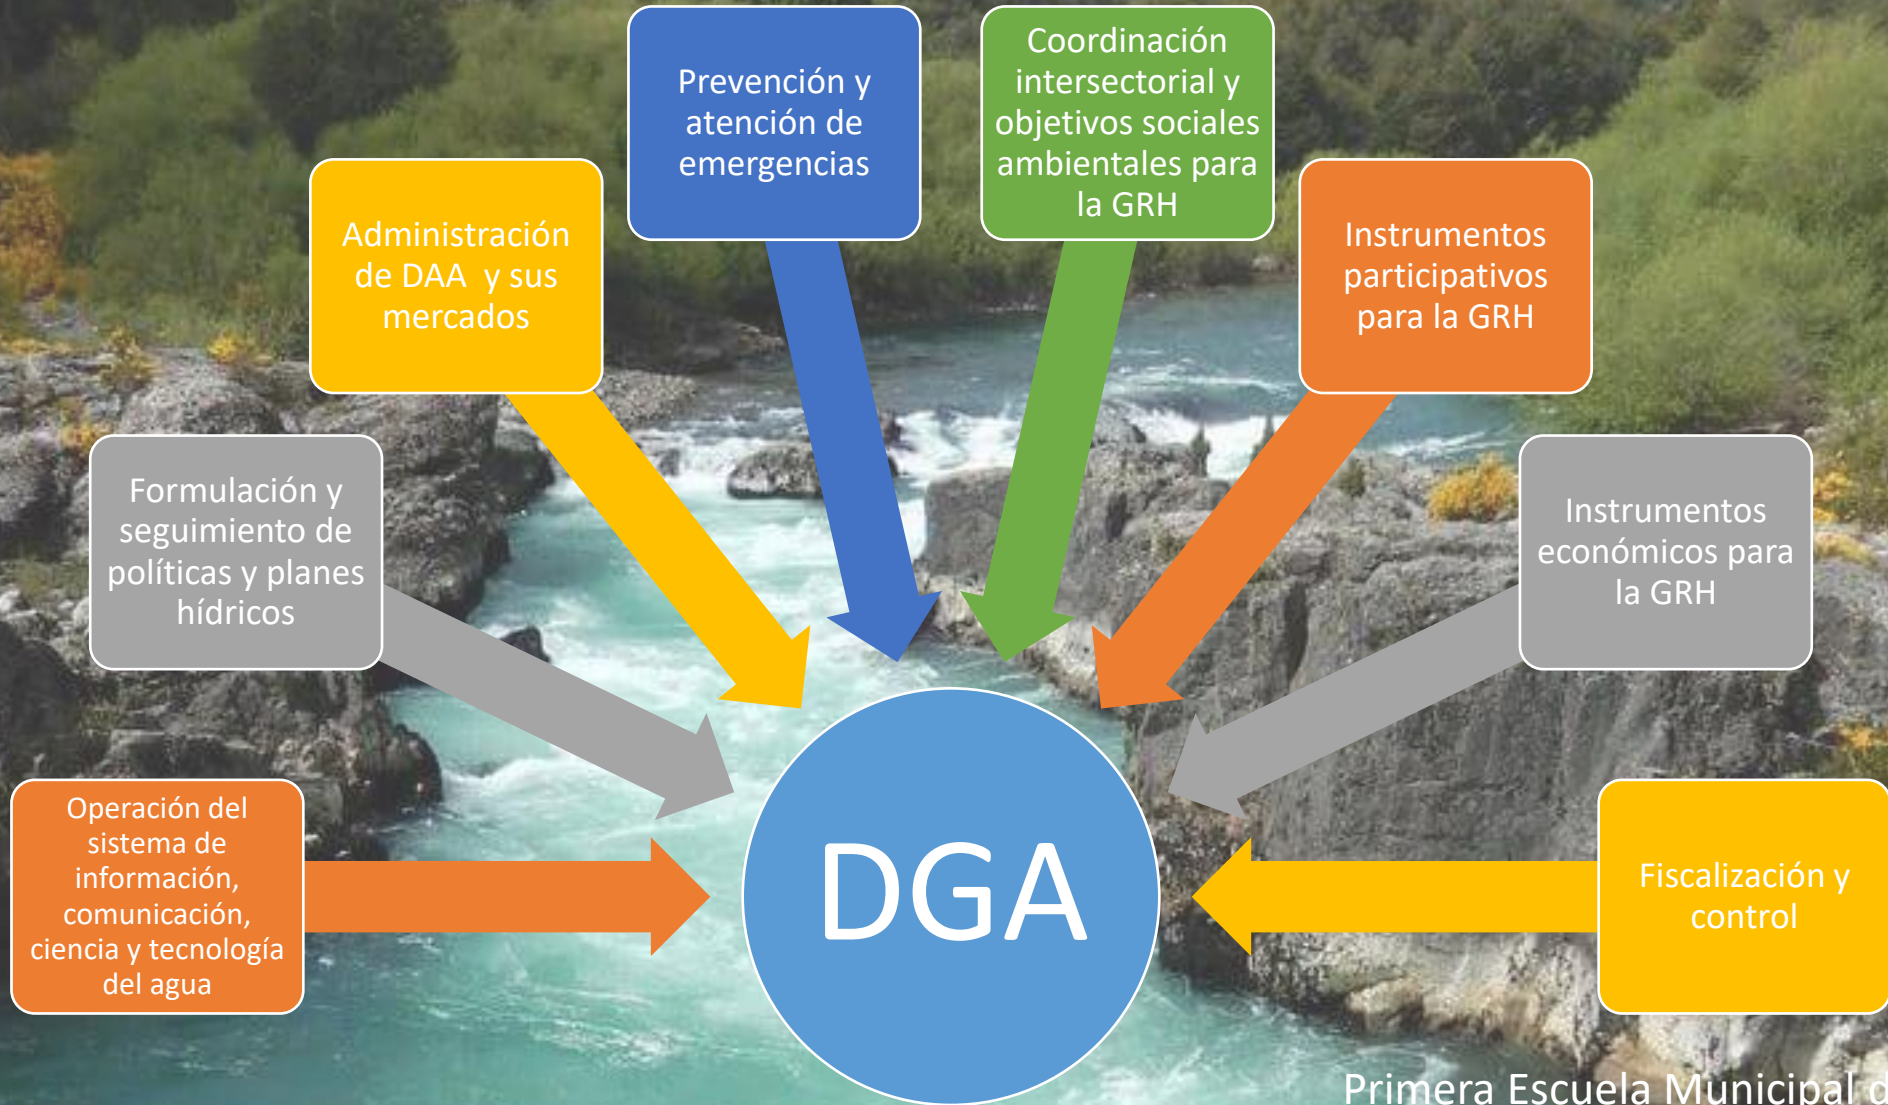 Operación del
sistema de
información,
comunicación,
ciencia y tecnología
del agua
Formulación y
seguimiento de
políticas y planes
hídricos
Administración
de DAA y sus
mercados
Prevención y
atención de
emergencias
Coordinación
intersectorial y
objetivos sociales
ambientales para
la GRH
Instrumentos
participativos
para la GRH
Instrumentos
económicos para
la GRH
Fiscalización y
control
DGA
Primera Escuela Municipal d